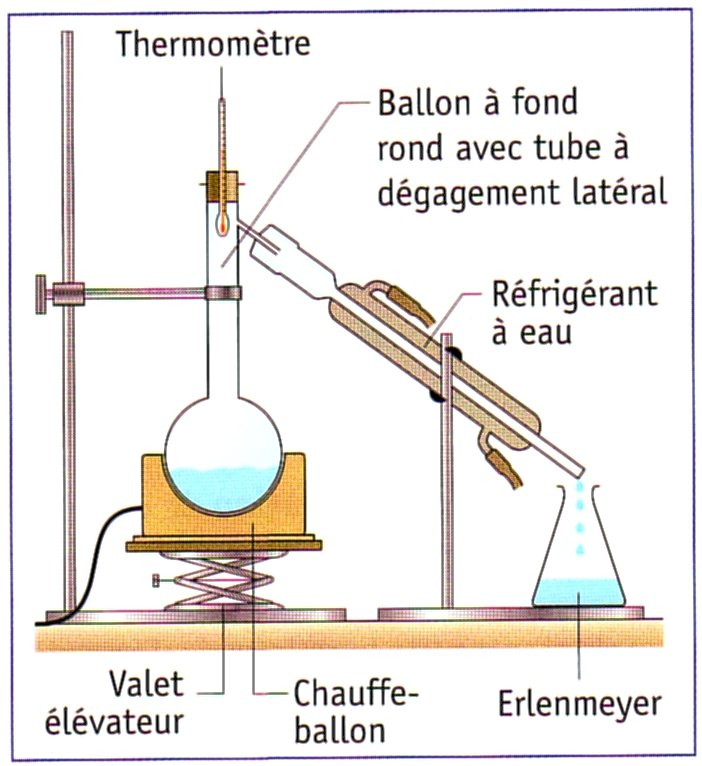 Thermomètre
Ballon à fond
rond avec tube à
dégagement latéral
Réfrigérant
à eau
Valet
élévateur
Chauffe-
ballon
Erlenmeyer